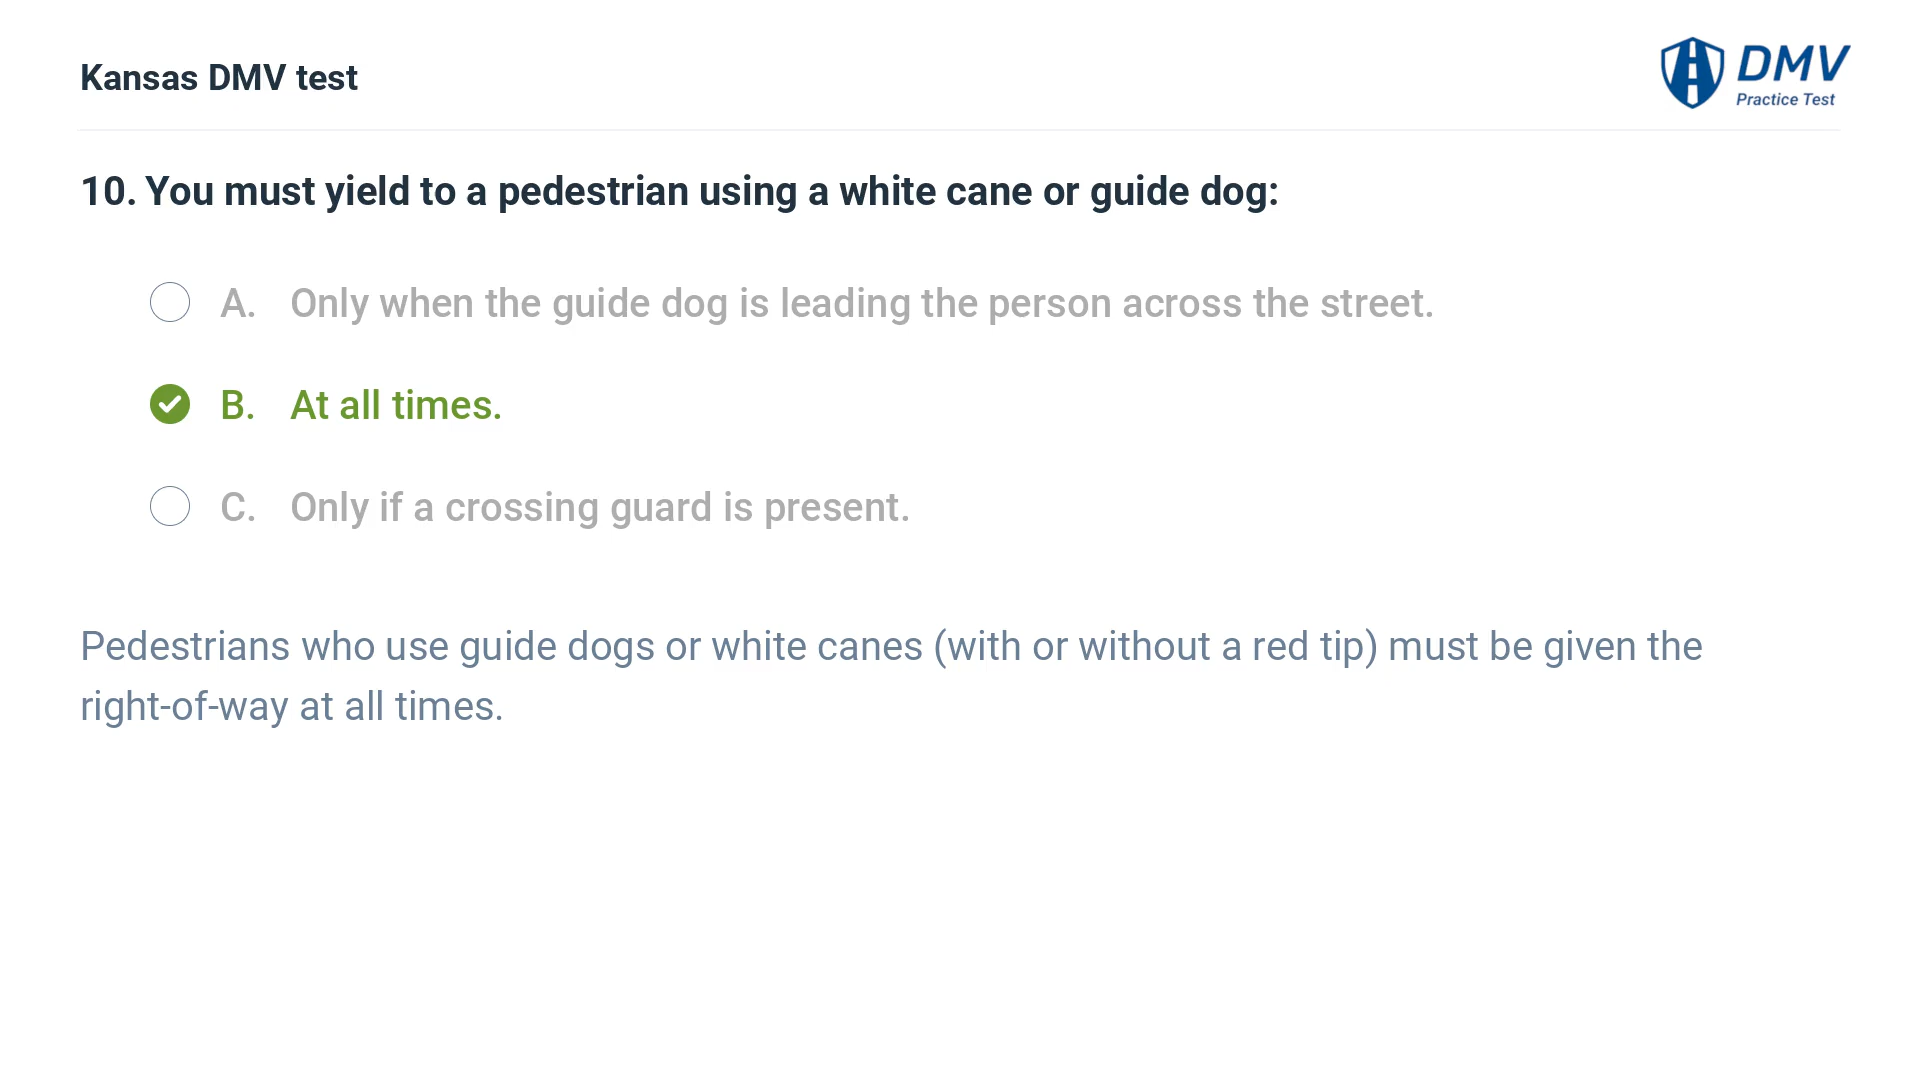 Kansas DMV test
DMV
Practice Test
10. You must yield to a pedestrian using a white cane or guide dog:
A. Only when the guide dog is leading the person across the street.
B. At all times.
C. Only if a crossing guard is present.
Pedestrians who use guide dogs or white canes (with or without a red tip) must be given the
right-of-way at all times.